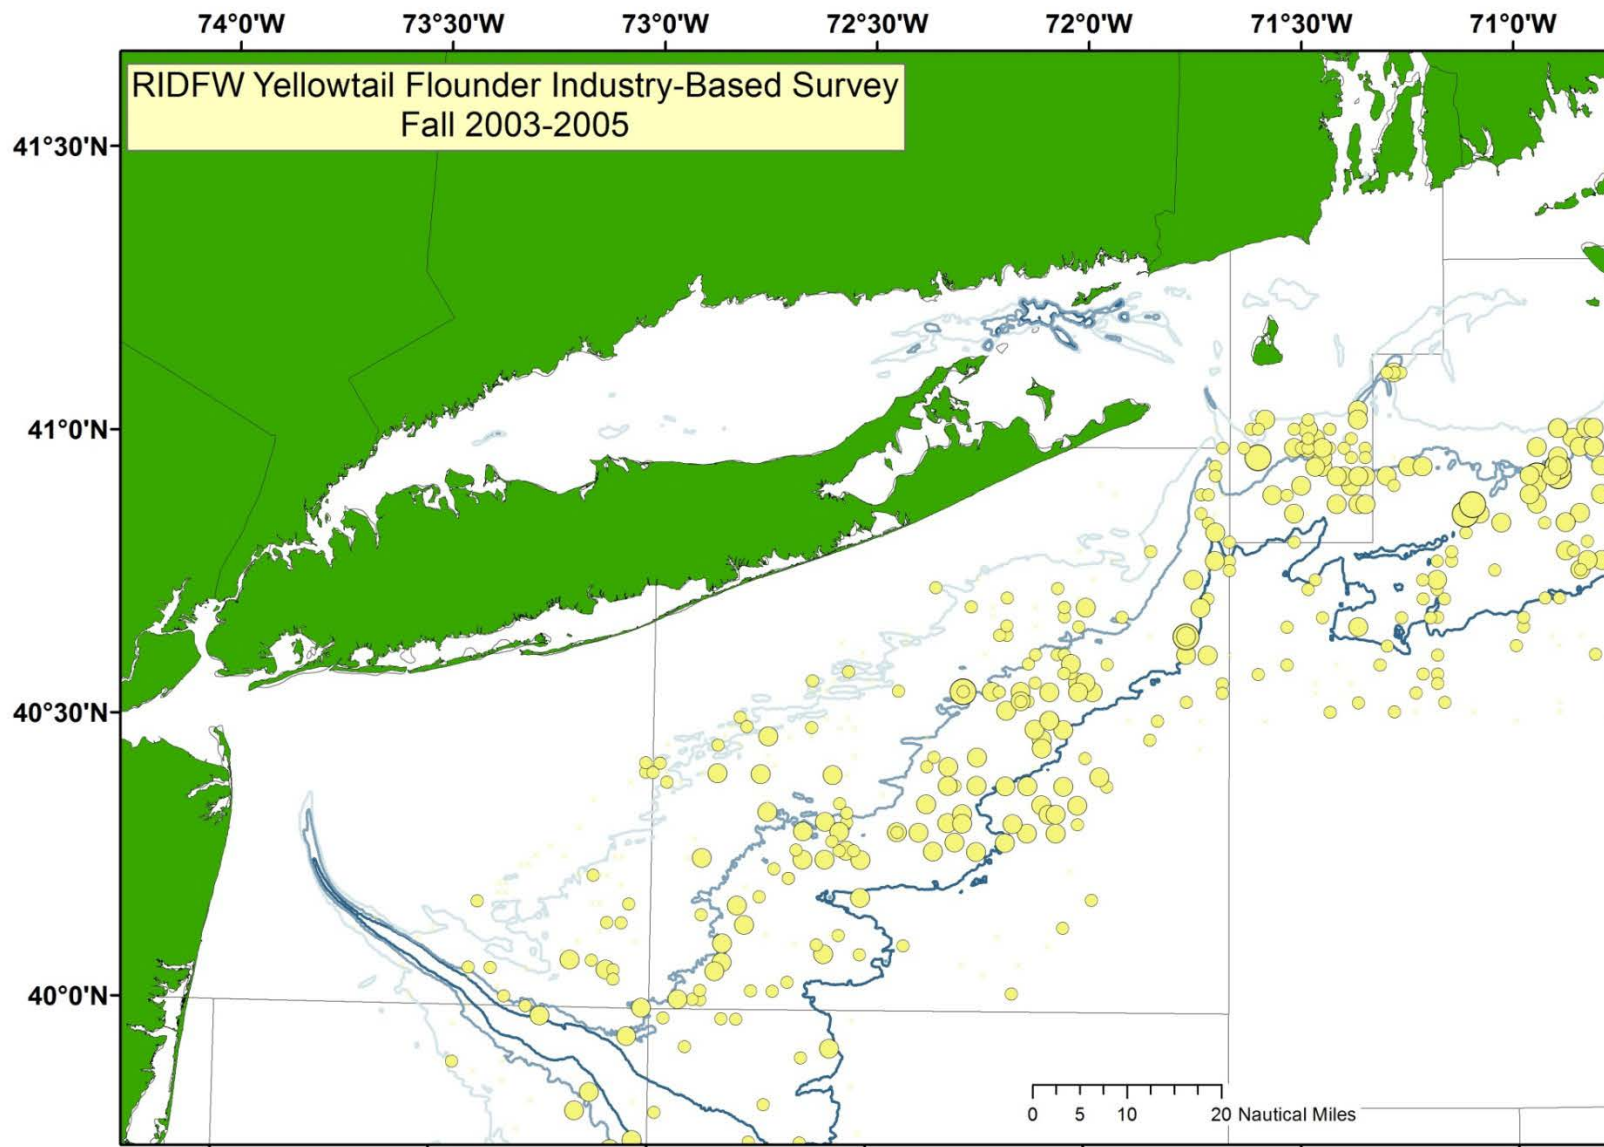 74°0'W 73°30'W 73°0'W 72°30'W 72°0'W 71°30'W 71°0'W
RIDFW Yellowtail Flounder Industry-Based Survey
Fall 2003-2005
41°30'N
41°0'N
40°30'N
40°0'N
0 5 10 20 Nautical Miles